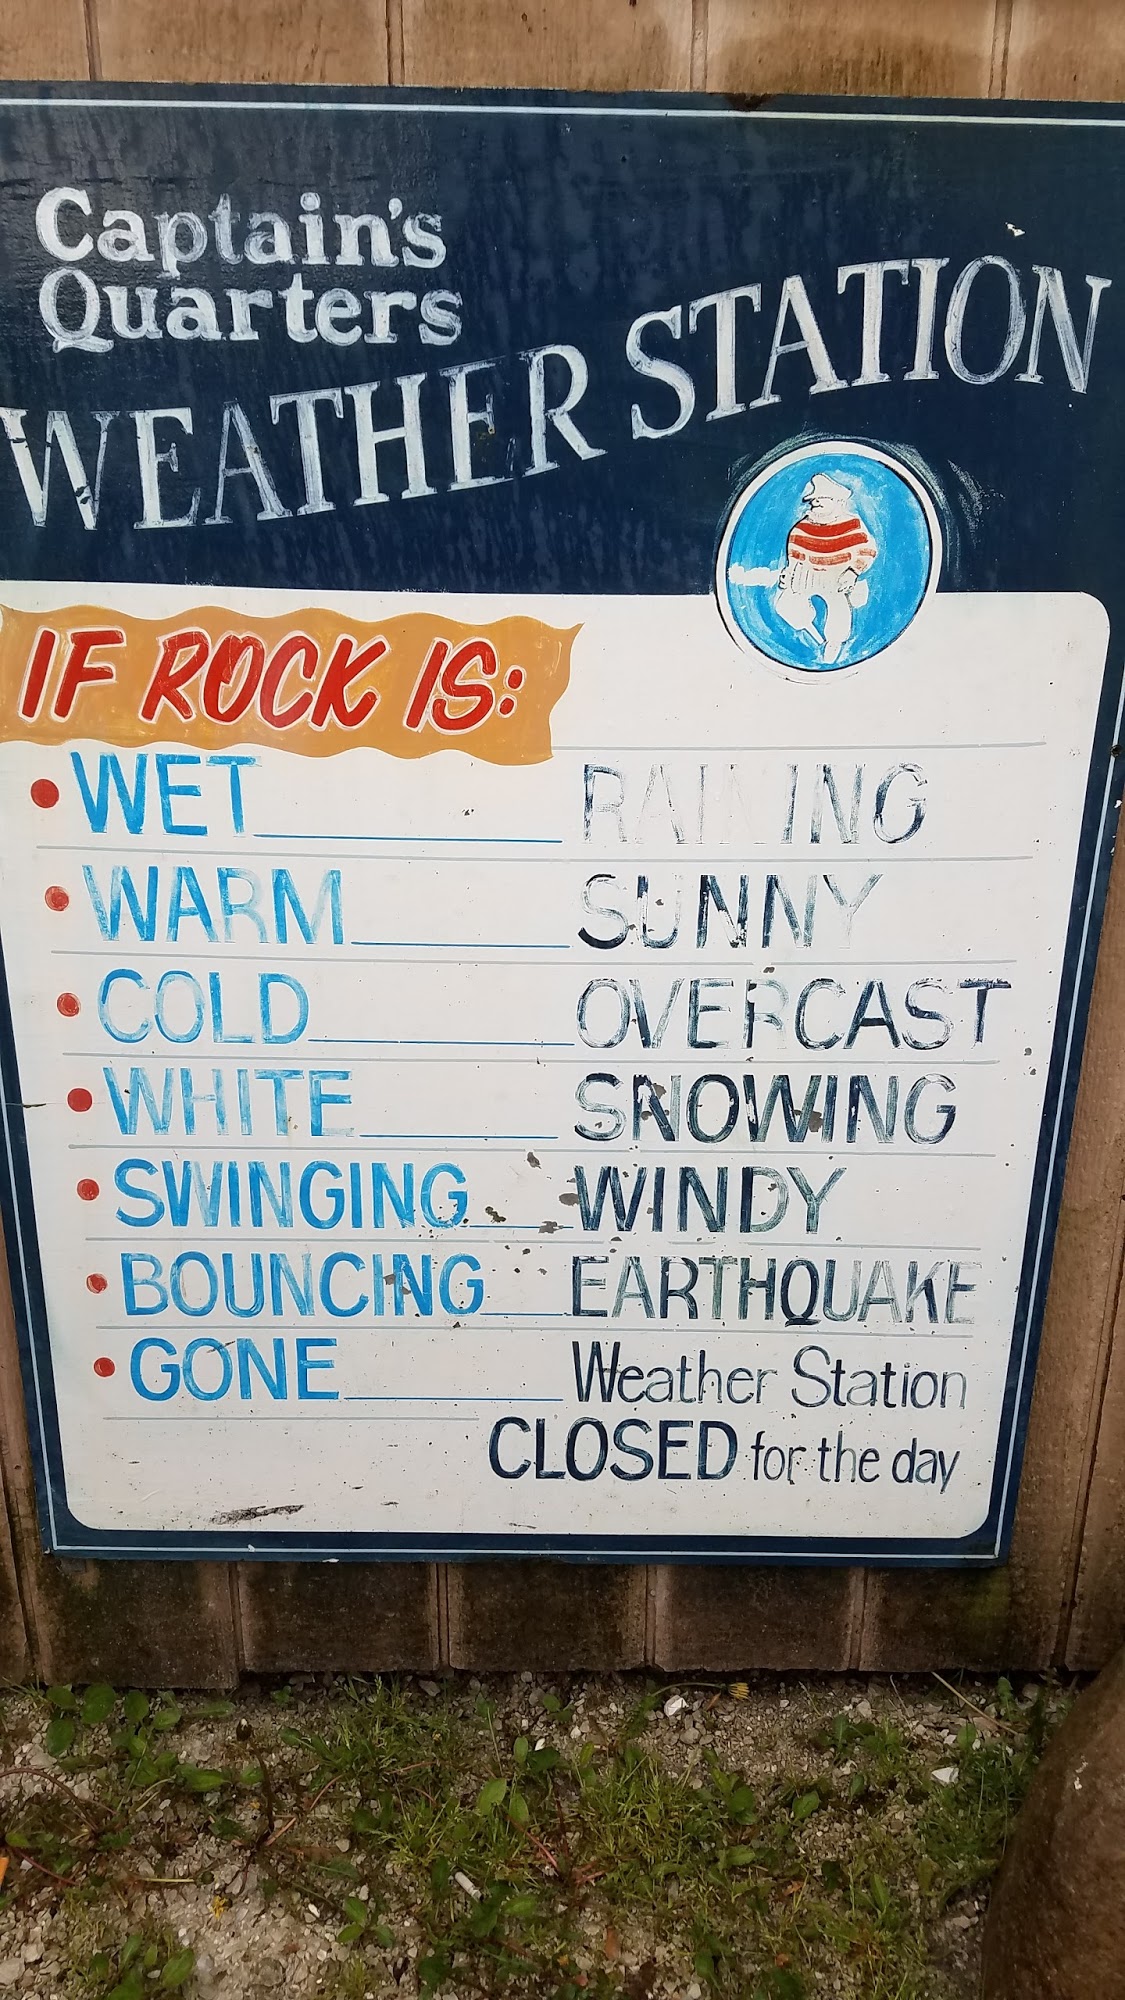 Captain's
Quarters
WEATHER STATION
IF ROCK IS:
• WET RAINING
• WARM SUNNY
• COLD OVERCAST
• WHITE SNOWING
• SWINGING WINDY
• BOUNCING EARTHQUAKE
• GONE Weather Station
CLOSED for the day